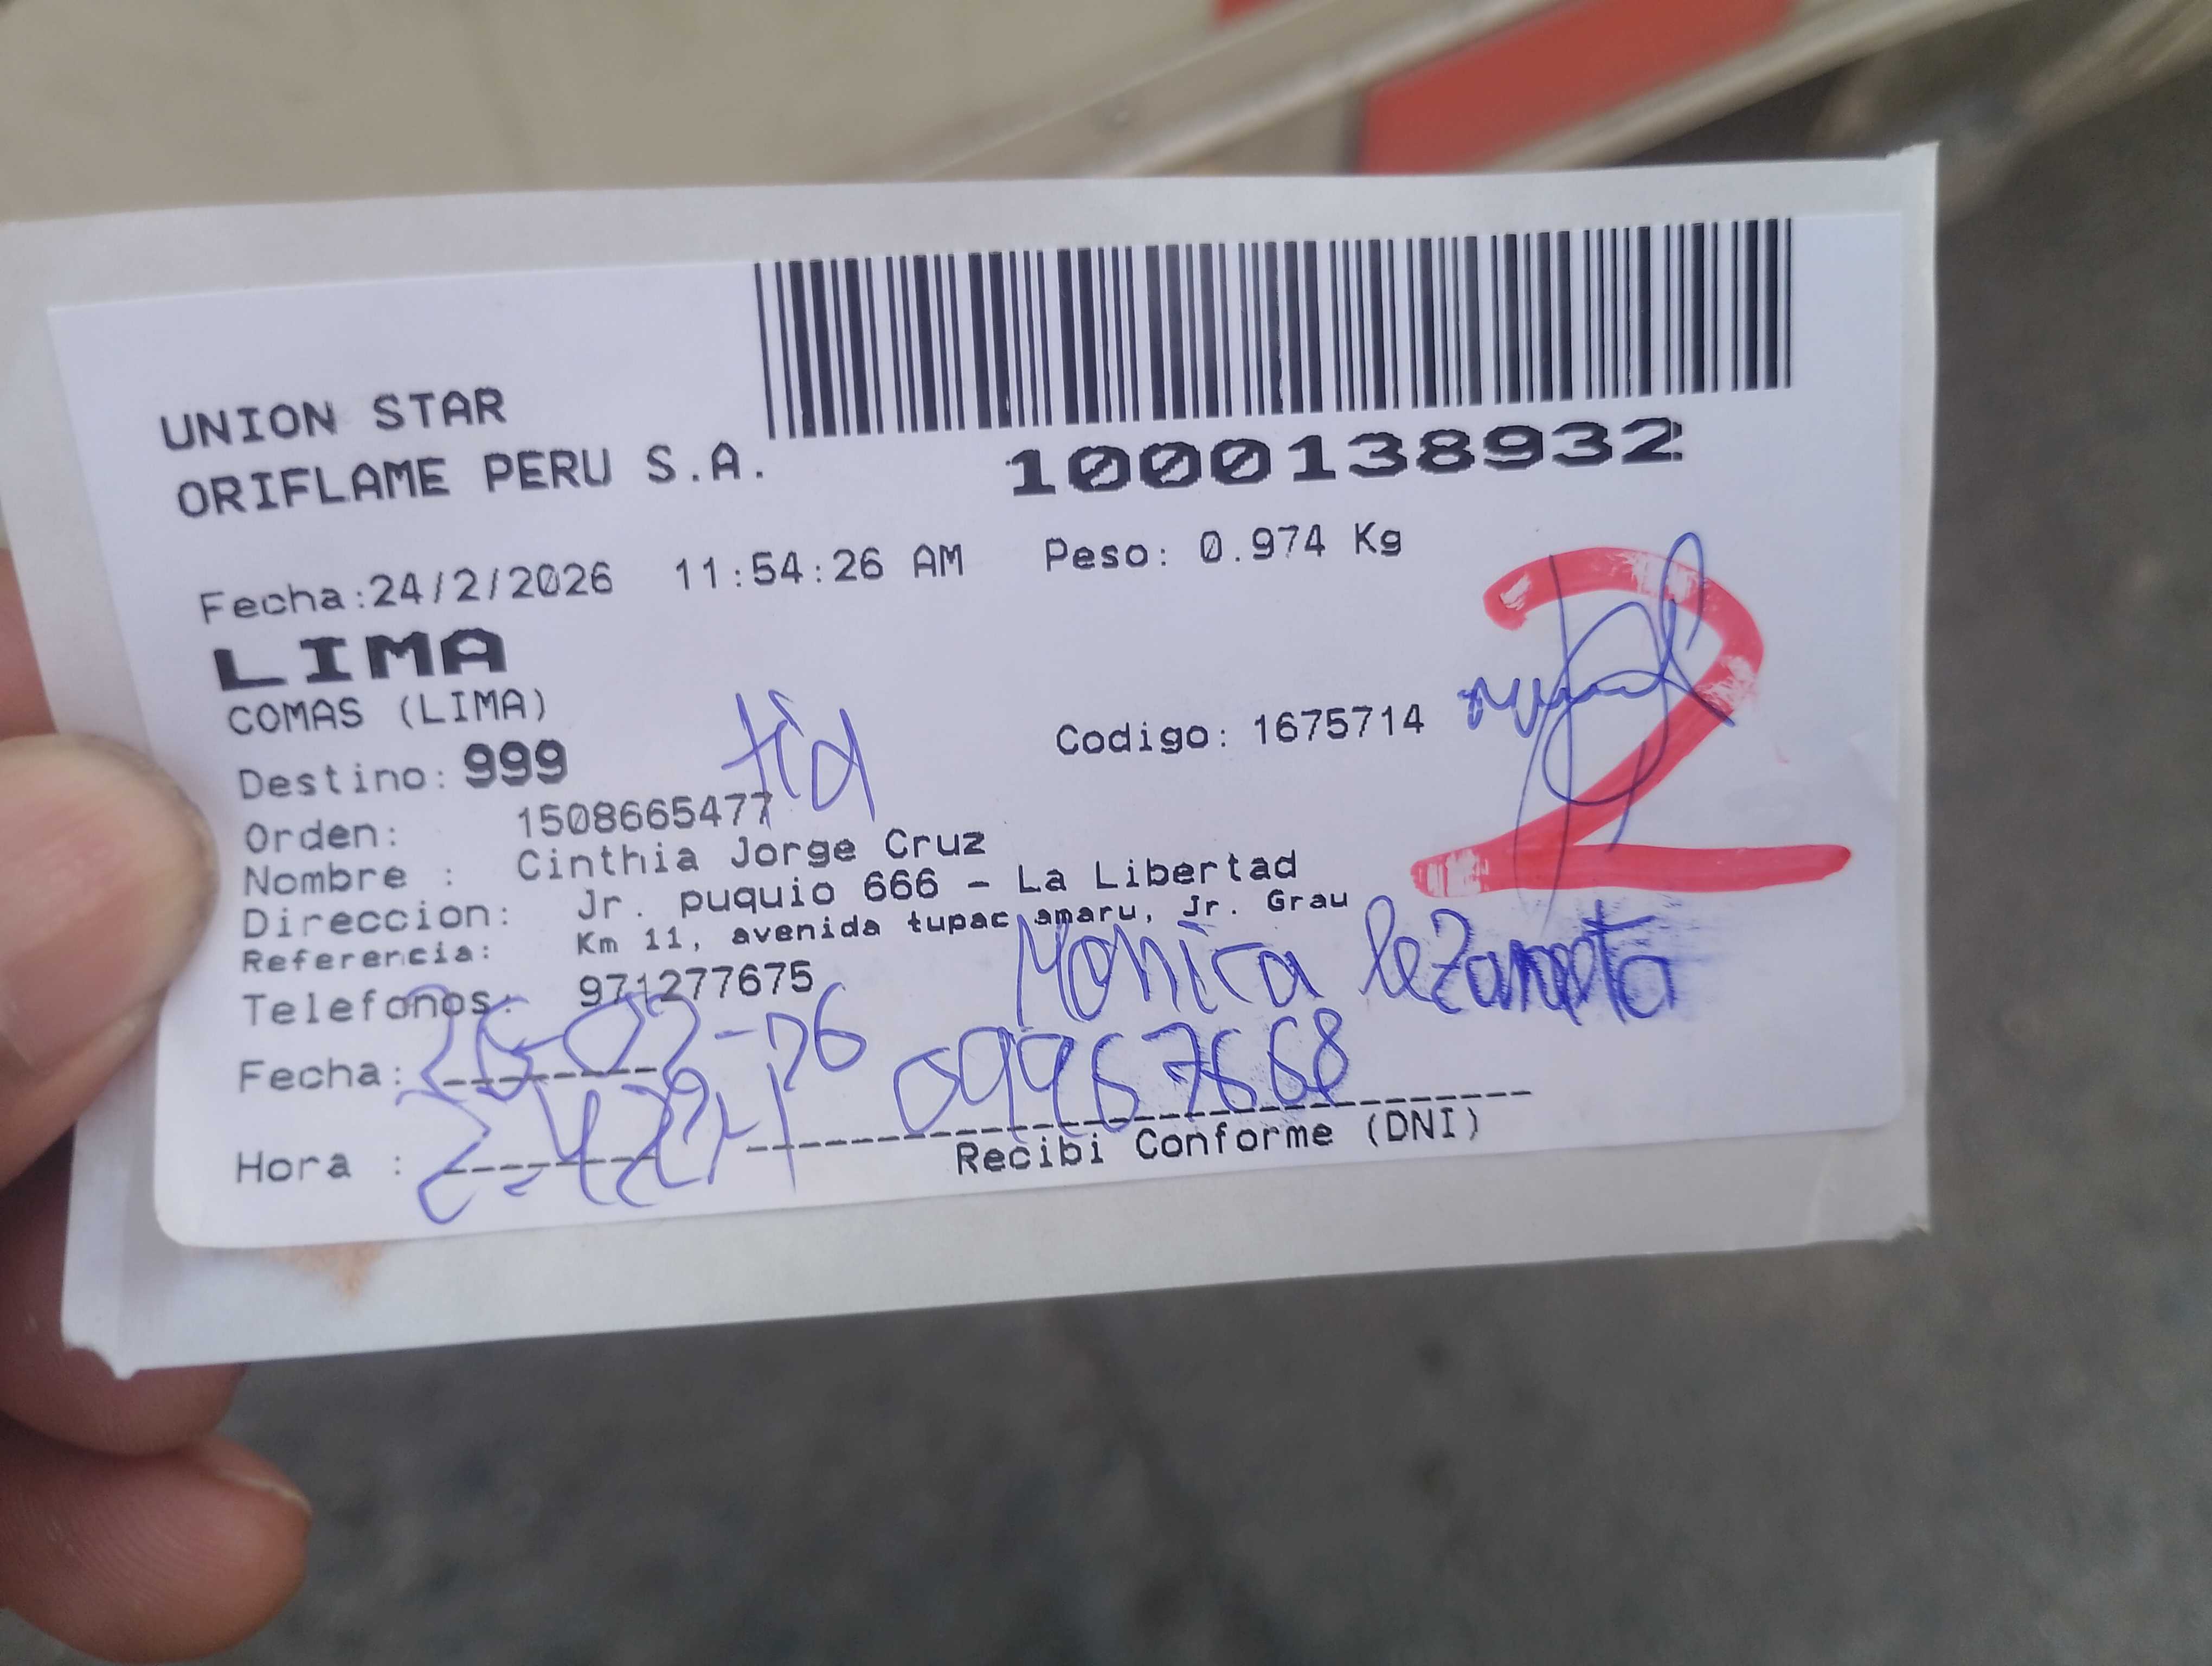 UNION STAR
ORIFLAME PERU S.A.
1000138932
Fecha:24/2/2026 11:54:26 AM Peso: 0.974 Kg
LIMA
COMAS (LIMA)
Codigo: 1675714
2
Destino: 999
tia
Orden: 1508665477
Nombre : Cinthia Jorge Cruz
Direccion: Jr. puquio 666 - La Libertad
Referencia: Km 11, avenida tupac amaru, Jr. Grau
Telefonos: 971277675
Monica
Fecha: 26-02-26
09967668
Hora :
Recibi Conforme (DNI)